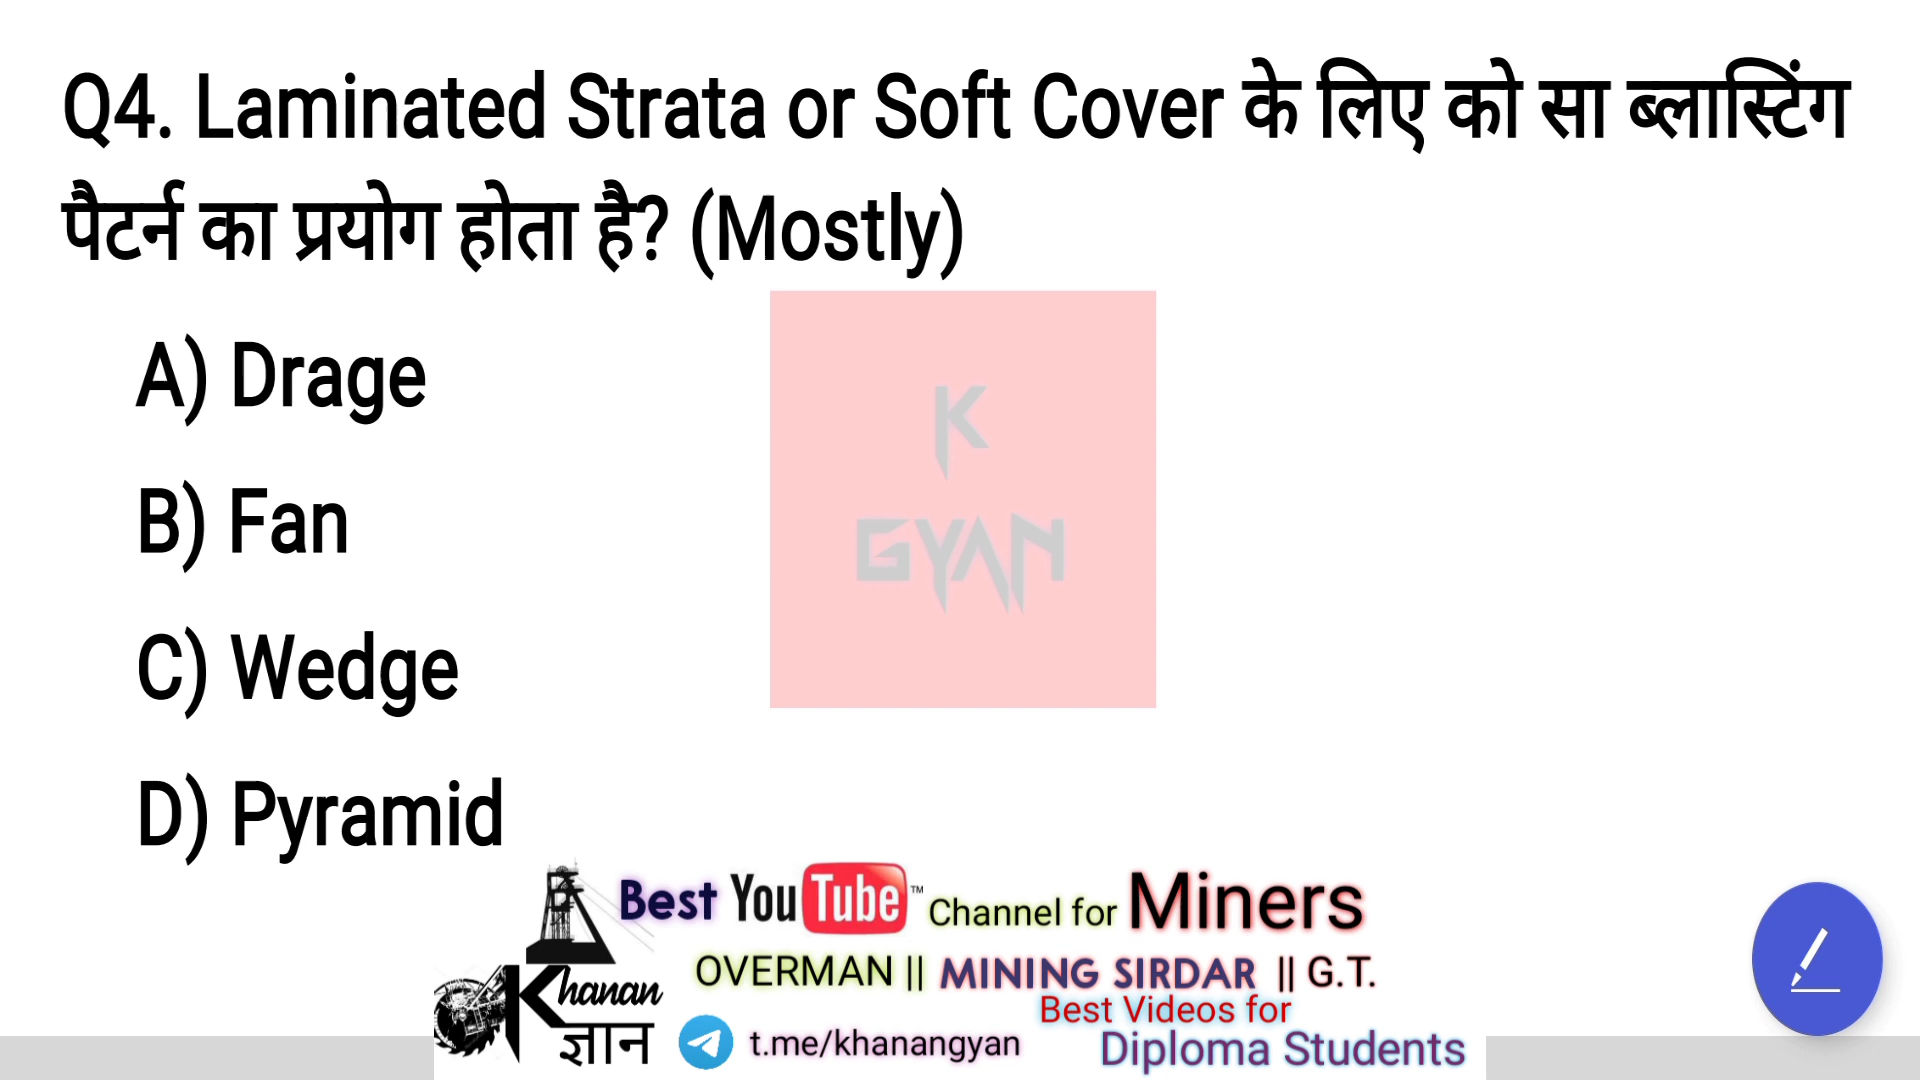 Q4. Laminated Strata or Soft Cover के लिए को सा ब्लास्टिंग
पैटर्न का प्रयोग होता है? (Mostly)
A) Drage
B) Fan
C) Wedge
D) Pyramid
K
GYAN
Best YouTube™ Channel for Miners
OVERMAN || MINING SIRDAR || G.T.
Khanan
ज्ञान
Best Videos for
t.me/khanangyan
Diploma Students